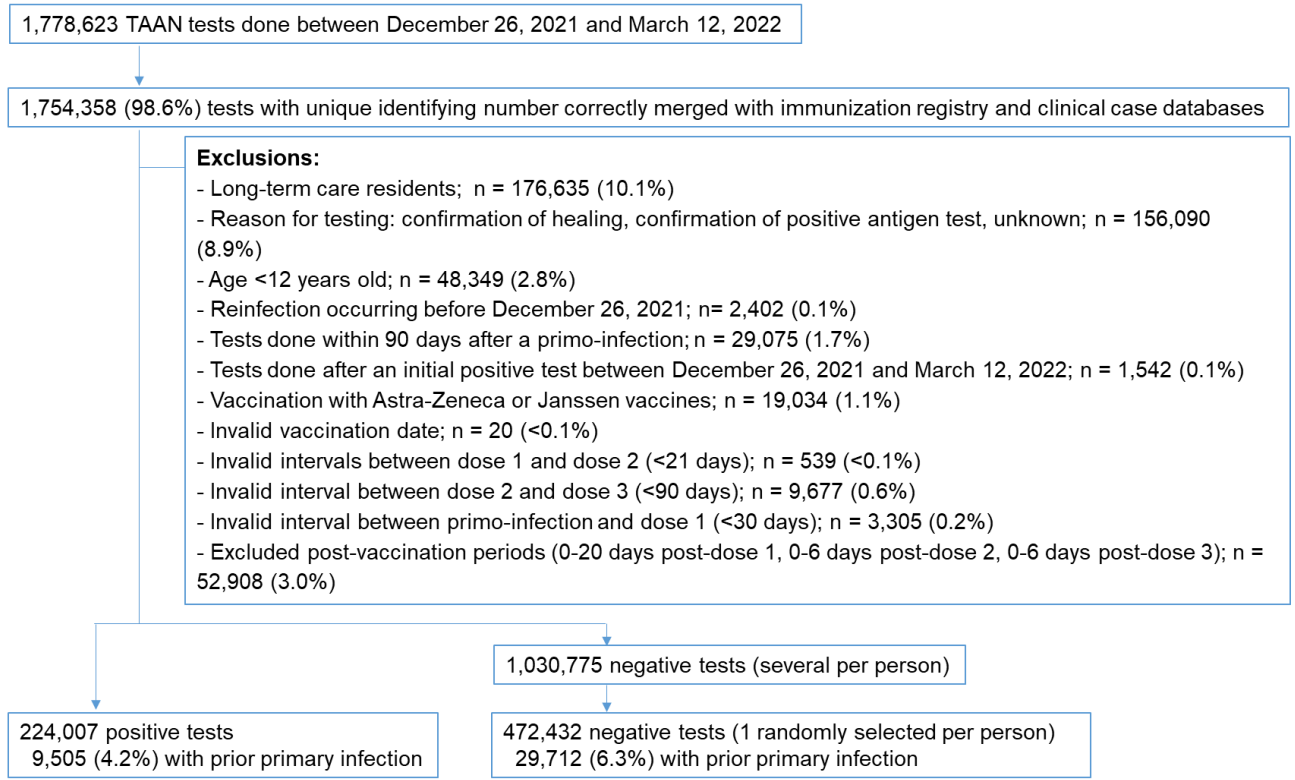 1,778,623 TAAN tests done between December 26, 2021 and March 12, 2022
1,754,358 (98.6%) tests with unique identifying number correctly merged with immunization registry and clinical case databases
Exclusions:
- Long-term care residents; n = 176,635 (10.1%)
- Reason for testing: confirmation of healing, confirmation of positive antigen test, unknown; n = 156,090
(8.9%)
- Age <12 years old; n = 48,349 (2.8%)
- Reinfection occurring before December 26, 2021; n= 2,402 (0.1%)
- Tests done within 90 days after a primo-infection; n = 29,075 (1.7%)
- Tests done after an initial positive test between December 26, 2021 and March 12, 2022; n = 1,542 (0.1%)
- Vaccination with Astra-Zeneca or Janssen vaccines; n = 19,034 (1.1%)
- Invalid vaccination date; n = 20 (<0.1%)
- Invalid intervals between dose 1 and dose 2 (<21 days); n = 539 (<0.1%)
- Invalid interval between dose 2 and dose 3 (<90 days); n = 9,677 (0.6%)
- Invalid interval between primo-infection and dose 1 (<30 days); n = 3,305 (0.2%)
- Excluded post-vaccination periods (0-20 days post-dose 1, 0-6 days post-dose 2, 0-6 days post-dose 3); n =
52,908 (3.0%)
1,030,775 negative tests (several per person)
224,007 positive tests
9,505 (4.2%) with prior primary infection
472,432 negative tests (1 randomly selected per person)
29,712 (6.3%) with prior primary infection